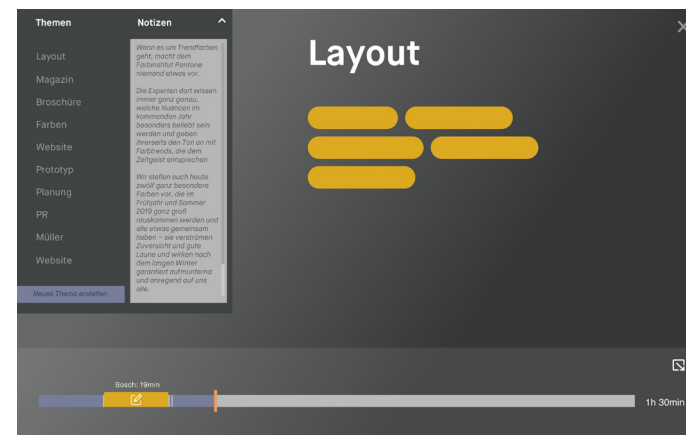 Themen
Notizen
Layout
Magazin
Broschüre
Farben
Website
Prototyp
Planung
PR
Müller
Website
Neues Thema erstellen
Wenn es um Trendfarben
geht, macht dem
Farbinstitut Pantone
niemand etwas vor.
Die Experten dort wissen
immer ganz genau,
welche Nuancen im
kommenden Jahr
besonders beliebt sein
werden und geben
ihrerseits den Ton an mit
Farbtrends, die dem
Zeitgeist entsprechen
Wir stellen euch heute
zwölf ganz besondere
Farben vor, die im
Frühjahr und Sommer
2019 ganz groß
rauskommen werden und
alle etwas gemeinsam
haben – sie verströmen
Zuversicht und gute
Laune und wirken nach
dem langen Winter
garantiert aufmunternd
und anregend auf uns
alle.
Layout
Bosch: 19min
1h 30min